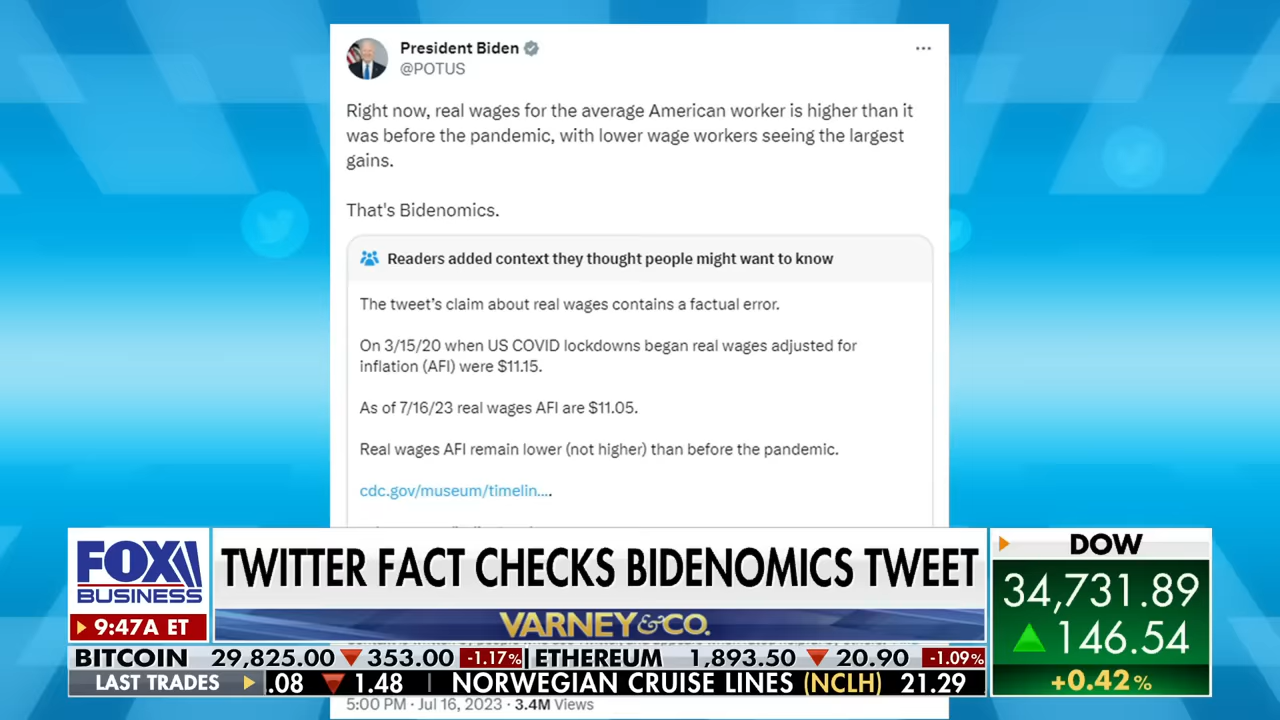 President Biden
@POTUS
Right now, real wages for the average American worker is higher than it
was before the pandemic, with lower wage workers seeing the largest
gains.
That's Bidenomics.
Readers added context they thought people might want to know
The tweet's claim about real wages contains a factual error.
On 3/15/20 when US COVID lockdowns began real wages adjusted for
inflation (AFI) were $11.15.
As of 7/16/23 real wages AFI are $11.05.
Real wages AFI remain lower (not higher) than before the pandemic.
cdc.gov/museum/timelin....
FOX
BUSINESS
9:47A ET
TWITTER FACT CHECKS BIDENOMICS TWEET
VARNEY & CO.
DOW
34,731.89
146.54
+0.42%
BITCOIN 29,825.00 353.00 -1.17% ETHEREUM 1,893.50 20.90 -1.09%
LAST TRADES .08 1.48 NORWEGIAN CRUISE LINES (NCLH) 21.29
5:00 PM · Jul 16, 2023 · 3.4M Views